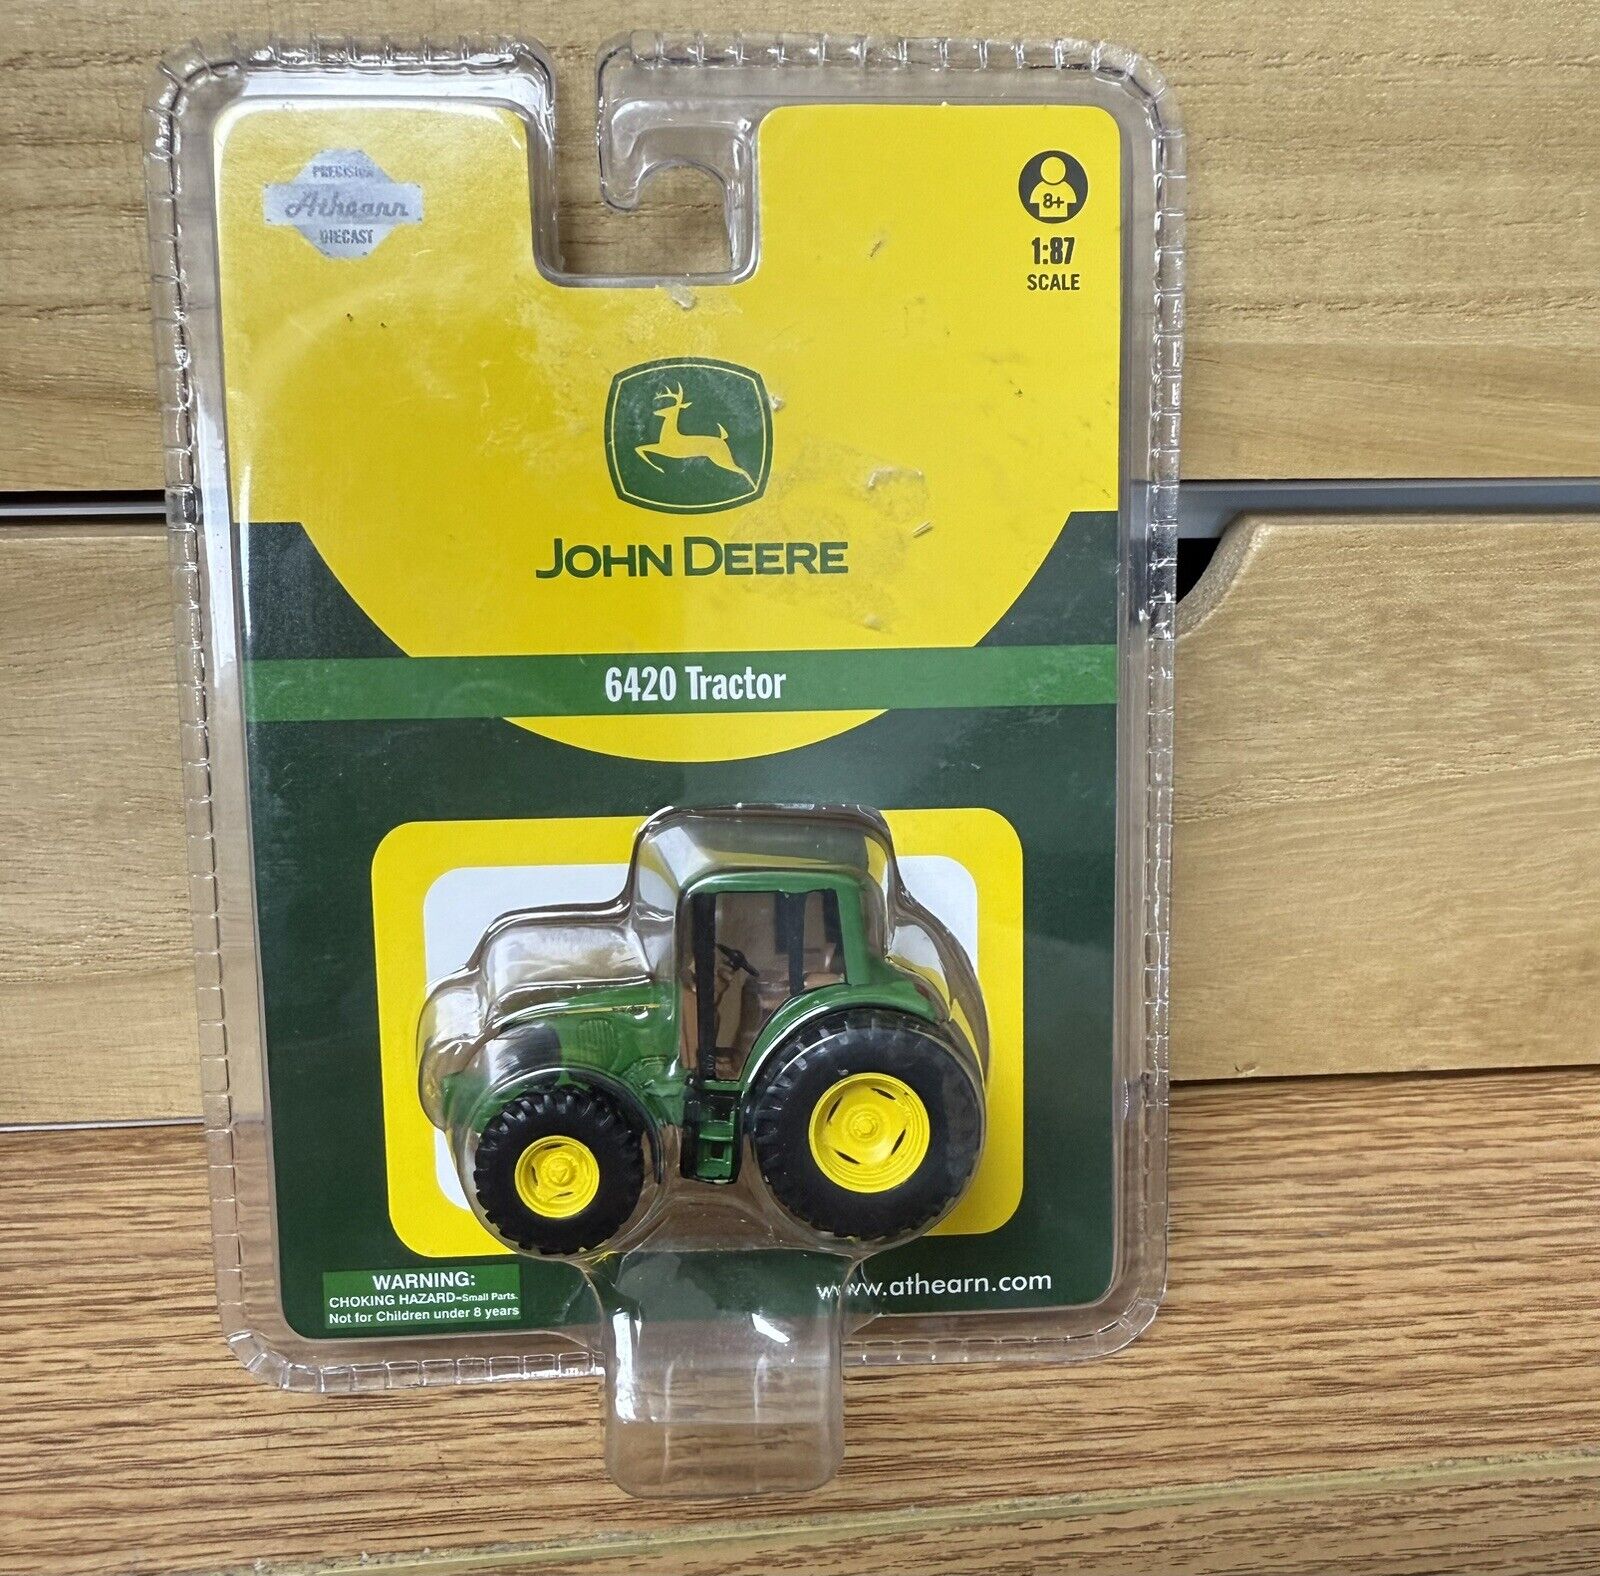 PRECISION
Athearn
DIECAST
8+
1:87
SCALE
JOHN DEERE
6420 Tractor
WARNING:
CHOKING HAZARD-Small Parts.
Not for Children under 8 years
www.athearn.com